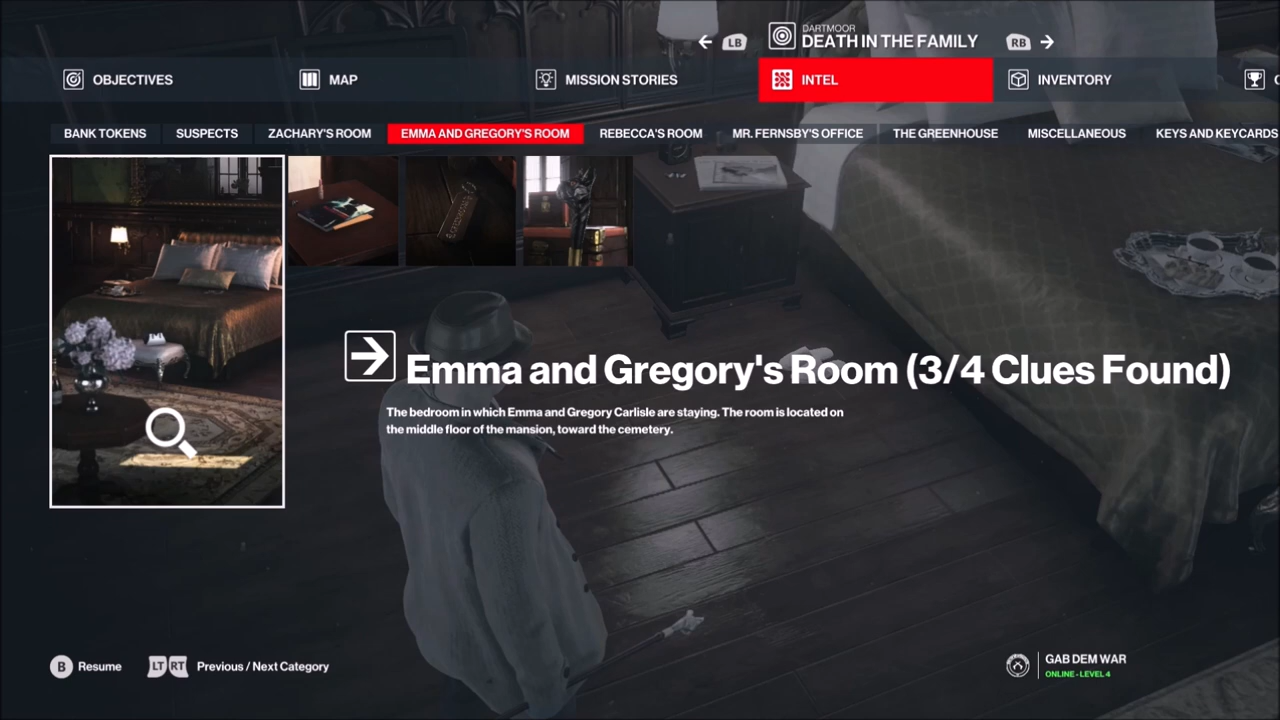 LB
DARTMOOR
DEATH IN THE FAMILY
RB
OBJECTIVES
MAP
MISSION STORIES
INTEL
INVENTORY
C
BANK TOKENS
SUSPECTS
ZACHARY'S ROOM
EMMA AND GREGORY'S ROOM
REBECCA'S ROOM
MR. FERNSBY'S OFFICE
THE GREENHOUSE
MISCELLANEOUS
KEYS AND KEYCARDS
Emma and Gregory's Room (3/4 Clues Found)
The bedroom in which Emma and Gregory Carlisle are staying. The room is located on
the middle floor of the mansion, toward the cemetery.
B Resume
LT RT Previous / Next Category
GAB DEM WAR
ONLINE - LEVEL 4